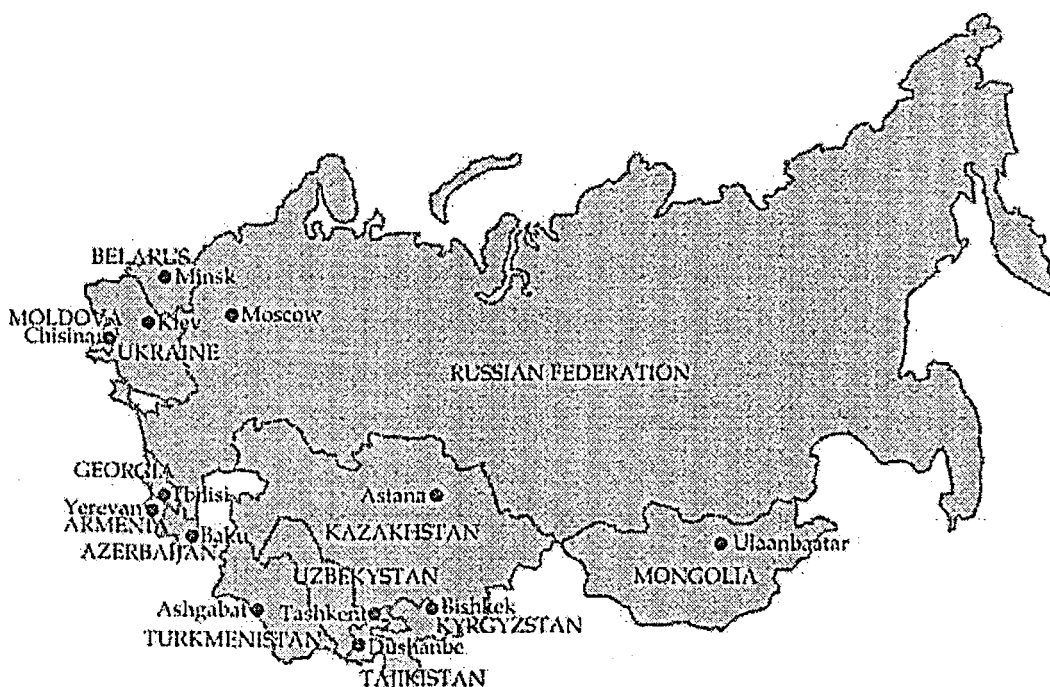 BELARUS
Minsk
MOLDOVA
Kiev
Moscow
Chisinau
UKRAINE
RUSSIAN FEDERATION
GEORGIA
Tbilisi
Yerevan
ARMENIA
Baku
AZERBAIJAN
Astana
KAZAKHSTAN
Ulaanbaatar
MONGOLIA
UZBEKYSTAN
Ashgabat
Tashkent
Bishkek
KYRGYZSTAN
TURKMENISTAN
Dushanbe
TAJIKISTAN